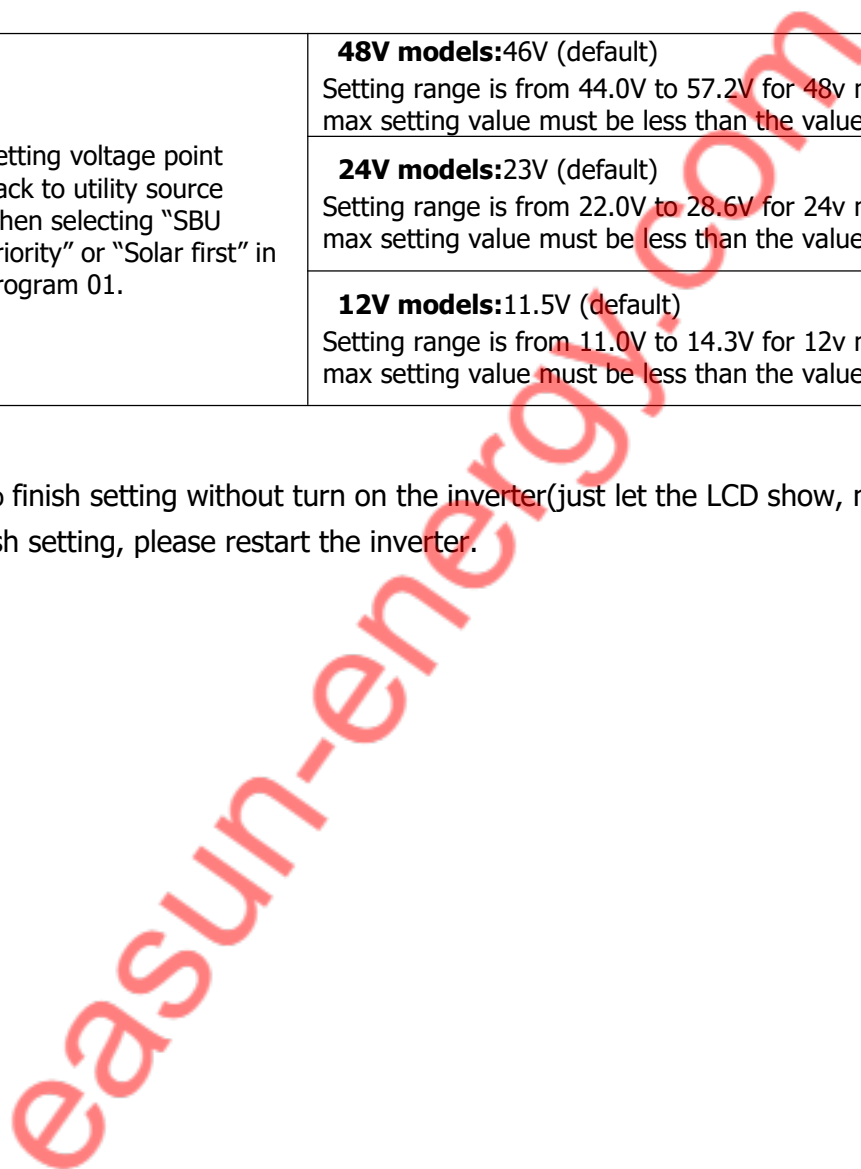 48V models:46V (default)
Setting range is from 44.0V to 57.2V for 48v
max setting value must be less than the value
etting voltage point
ack to utility source
hen selecting “SBU
riority” or “Solar first” in
rogram 01.
24V models:23V (default)
Setting range is from 22.0V to 28.6V for 24v
max setting value must be less than the value
12V models:11.5V (default)
Setting range is from 11.0V to 14.3V for 12v
max setting value must be less than the value
finish setting without turn on the inverter(just let the LCD show,
sh setting, please restart the inverter.
easun-energy.com